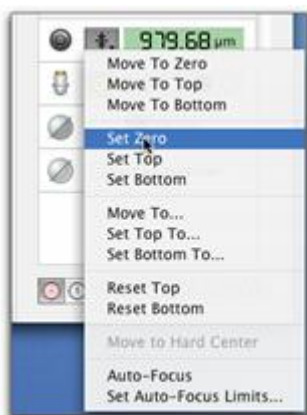 979.68 µm
Move To Zero
Move To Top
Move To Bottom
Set Zero
Set Top
Set Bottom
Move To...
Set Top To...
Set Bottom To...
Reset Top
Reset Bottom
Move to Hard Center
Auto-Focus
Set Auto-Focus Limits...